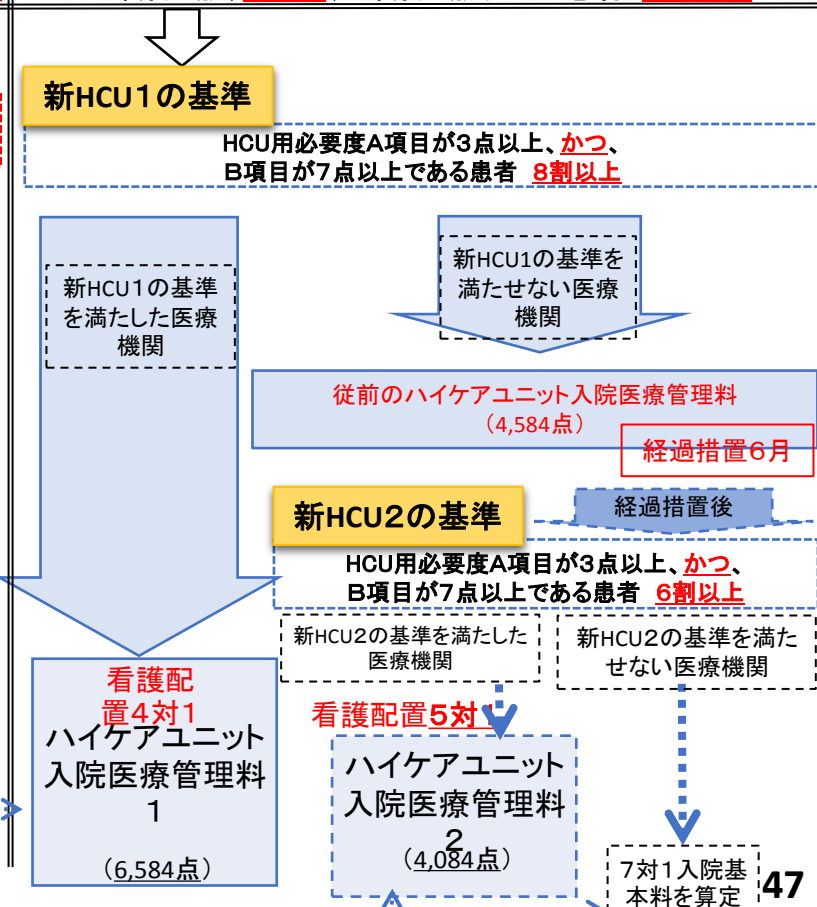 新HCU1の基準
HCU用必要度A項目が3点以上、かつ、
B項目が7点以上である患者 8割以上
新HCU1の基準
を満たした医療
機関
新HCU1の基準を
満たせない医療
機関
従前のハイケアユニット入院医療管理料
(4,584点)
経過措置6月
新HCU2の基準
経過措置後
HCU用必要度A項目が3点以上、かつ、
B項目が7点以上である患者 6割以上
新HCU2の基準を満たした
医療機関
新HCU2の基準を満た
せない医療機関
看護配
置4対1
ハイケアユニット
入院医療管理料
1
(6,584点)
看護配置5対1
ハイケアユニット
入院医療管理料
2
(4,084点)
7対1入院基
本料を算定
47